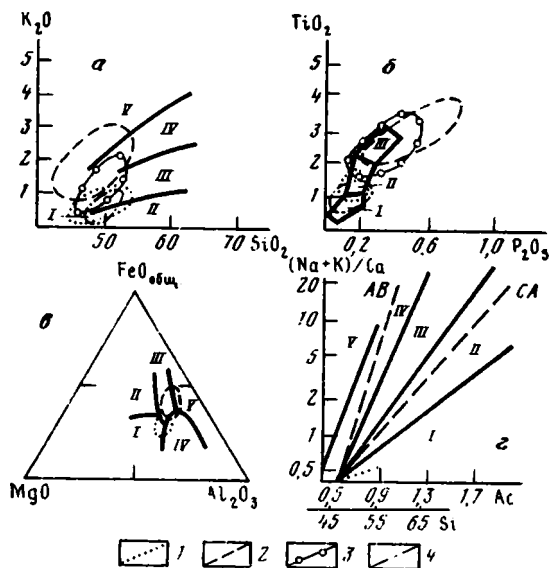 K₂O
а
5
4
3
2
1
V
IV
III
II
I
50
60
70
SiO₂
TiO₂
б
5
4
3
2
1
III
II
I
0,2
0,6
1,0
P₂O₅
FeOобщ
в
III
II
V
I
IV
MgO
Al₂O₃
(Na+K)/Ca
20
10
5
2
1
0,5
АВ
СА
V
IV
III
II
I
г
0,5
0,9
1,3
1,7
Ac
45
55
65
Si
1
2
3
4